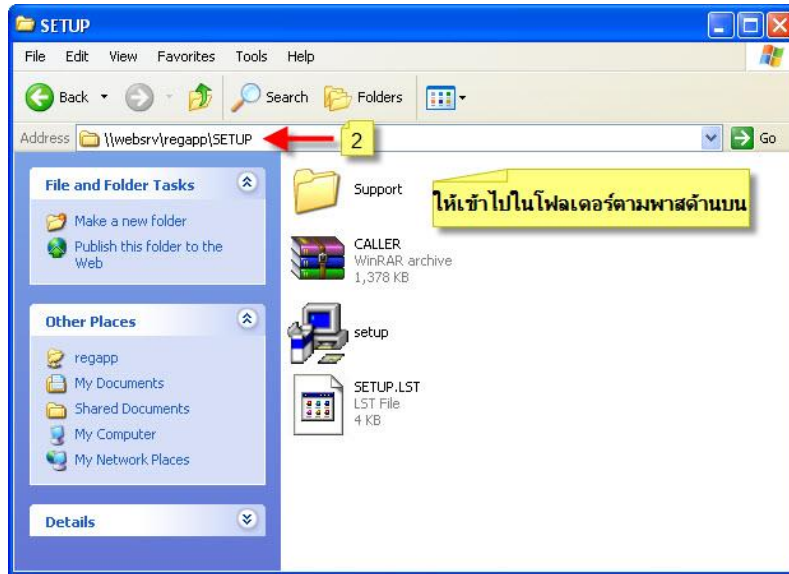 SETUP
File Edit View Favorites Tools Help
Back Search Folders
Address \\websrv\regapp\SETUP 2 Go
File and Folder Tasks
Make a new folder
Publish this folder to the
Web
Other Places
regapp
My Documents
Shared Documents
My Computer
My Network Places
Details
Support
ให้เข้าไปในโฟลเดอร์ตามพาสด้านบน
CALLER
WinRAR archive
1,378 KB
setup
SETUP.LST
LST File
4 KB